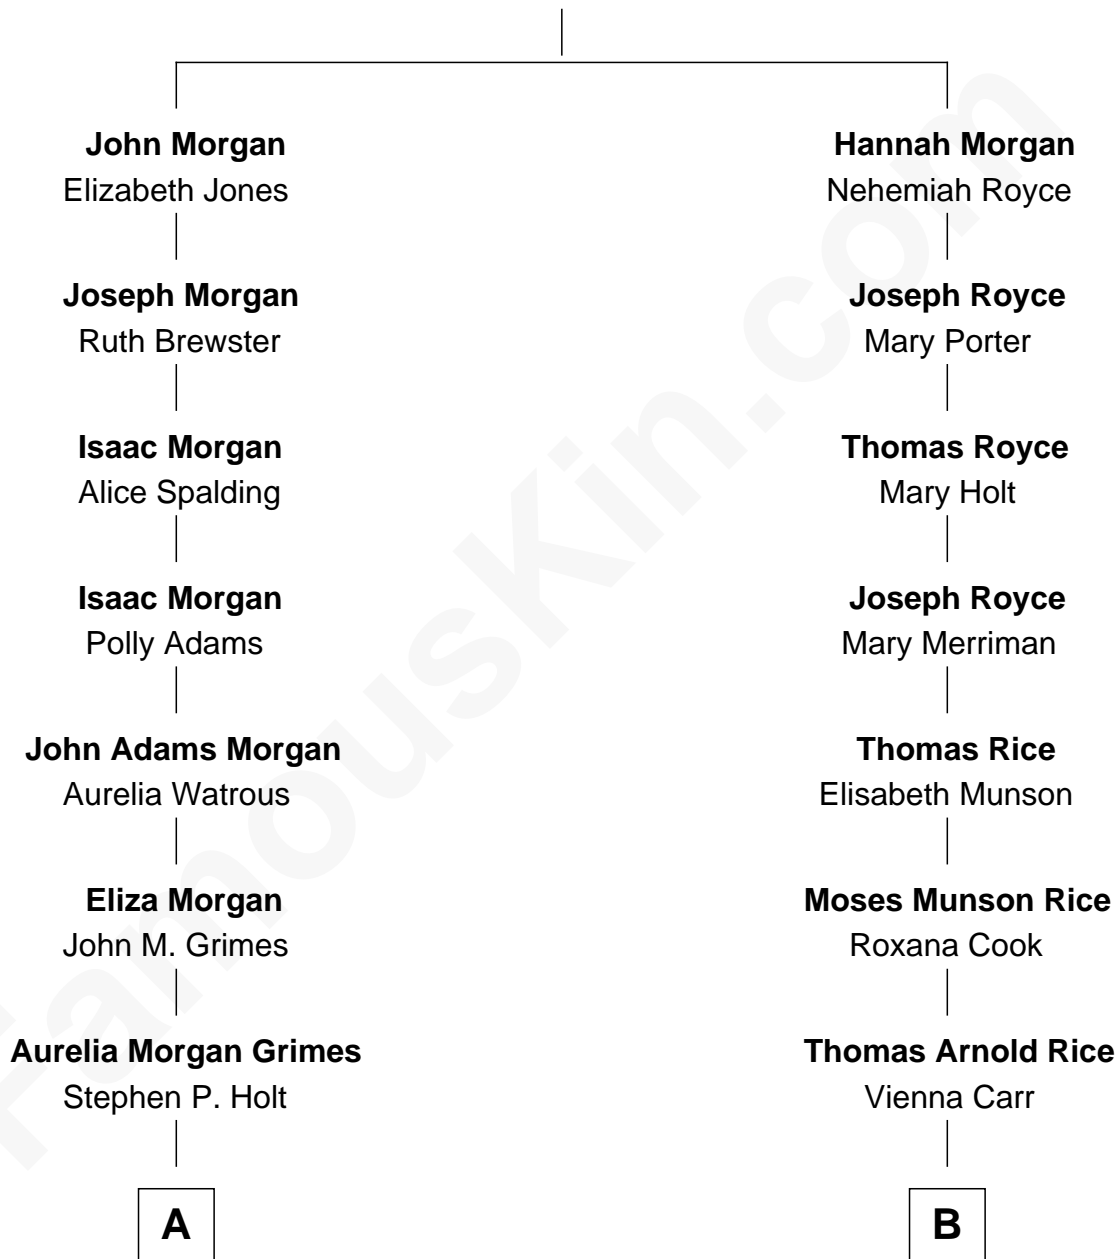 John Morgan
Elizabeth Jones
Joseph Morgan
Ruth Brewster
Isaac Morgan
Alice Spalding
Isaac Morgan
Polly Adams
John Adams Morgan
Aurelia Watrous
Eliza Morgan
John M. Grimes
Aurelia Morgan Grimes
Stephen P. Holt
A
Hannah Morgan
Nehemiah Royce
Joseph Royce
Mary Porter
Thomas Royce
Mary Holt
Joseph Royce
Mary Merriman
Thomas Rice
Elisabeth Munson
Moses Munson Rice
Roxana Cook
Thomas Arnold Rice
Vienna Carr
B
FamousKin.com